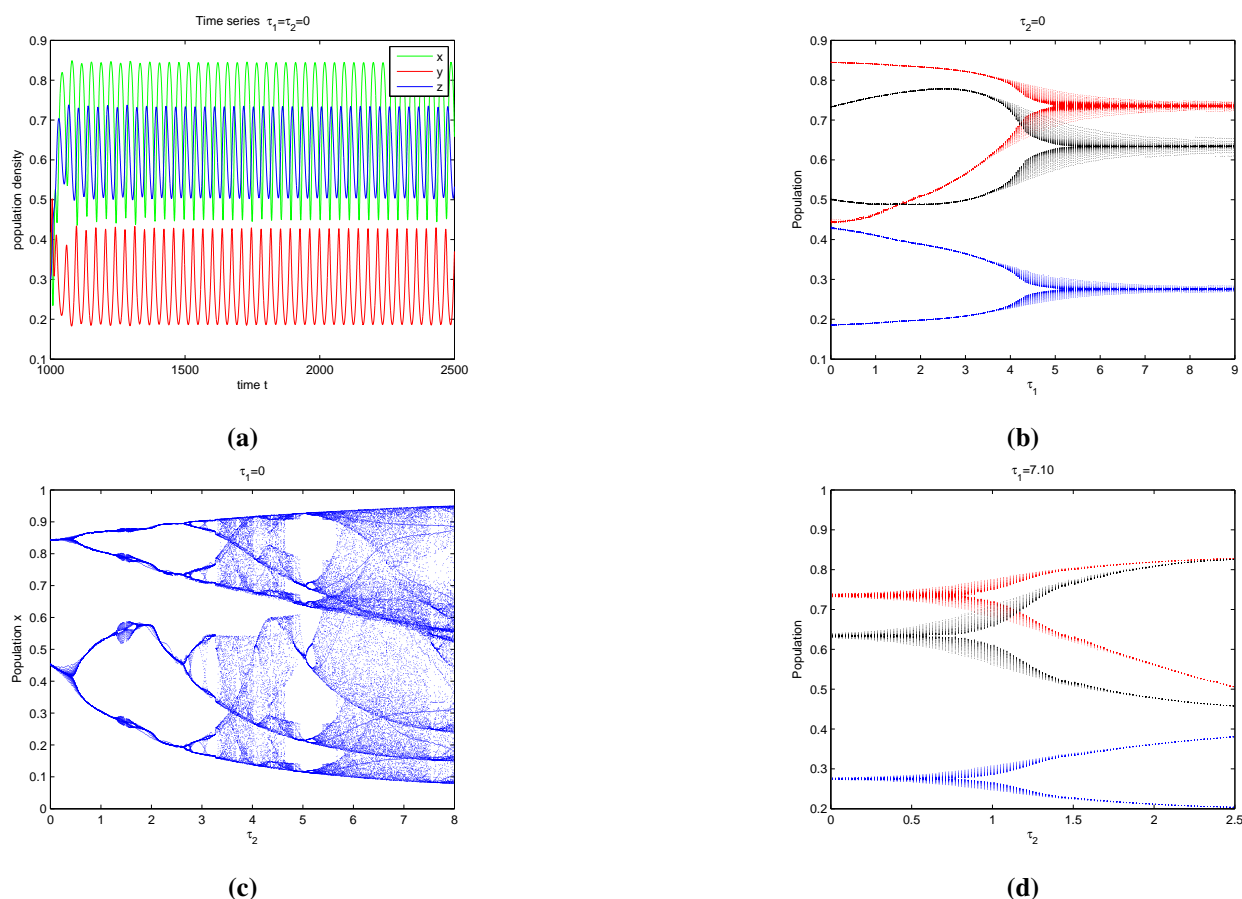 Time series τ₁=τ₂=0
0.9
0.8
0.7
0.6
0.5
0.4
0.3
0.2
0.1
population density
x
y
z
1000 1500 2000 2500
time t
(a)
τ₂=0
0.9
0.8
0.7
0.6
0.5
0.4
0.3
0.2
0.1
Population
0 1 2 3 4 5 6 7 8 9
τ₁
(b)
τ₁=0
1
0.9
0.8
0.7
0.6
0.5
0.4
0.3
0.2
0.1
0
Population x
0 1 2 3 4 5 6 7 8
τ₂
(c)
τ₁=7.10
1
0.9
0.8
0.7
0.6
0.5
0.4
0.3
0.2
Population
0 0.5 1 1.5 2 2.5
τ₂
(d)